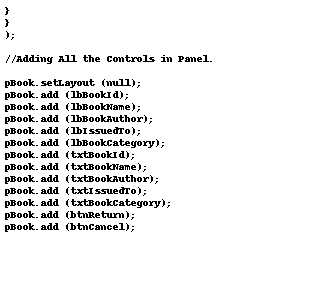 }
}
);
//Adding All the Controls in Panel.
pBook.setLayout (null);
pBook.add (lbBookId);
pBook.add (lbBookName);
pBook.add (lbBookAuthor);
pBook.add (lbIssuedTo);
pBook.add (lbBookCategory);
pBook.add (txtBookId);
pBook.add (txtBookName);
pBook.add (txtBookAuthor);
pBook.add (txtIssuedTo);
pBook.add (txtBookCategory);
pBook.add (btnReturn);
pBook.add (btnCancel);